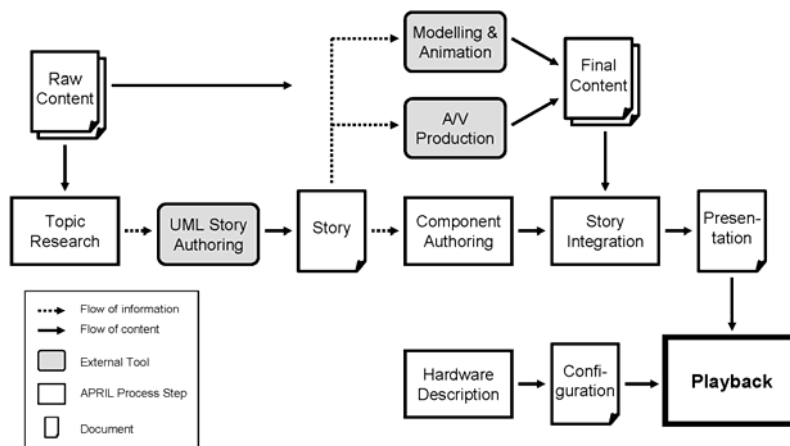 Modelling &
Animation
Final
Content
Raw
Content
A/V
Production
Topic
Research
UML Story
Authoring
Story
Component
Authoring
Story
Integration
Presen-
tation
Flow of information
Flow of content
External Tool
APRIL Process Step
Document
Hardware
Description
Confi-
guration
Playback